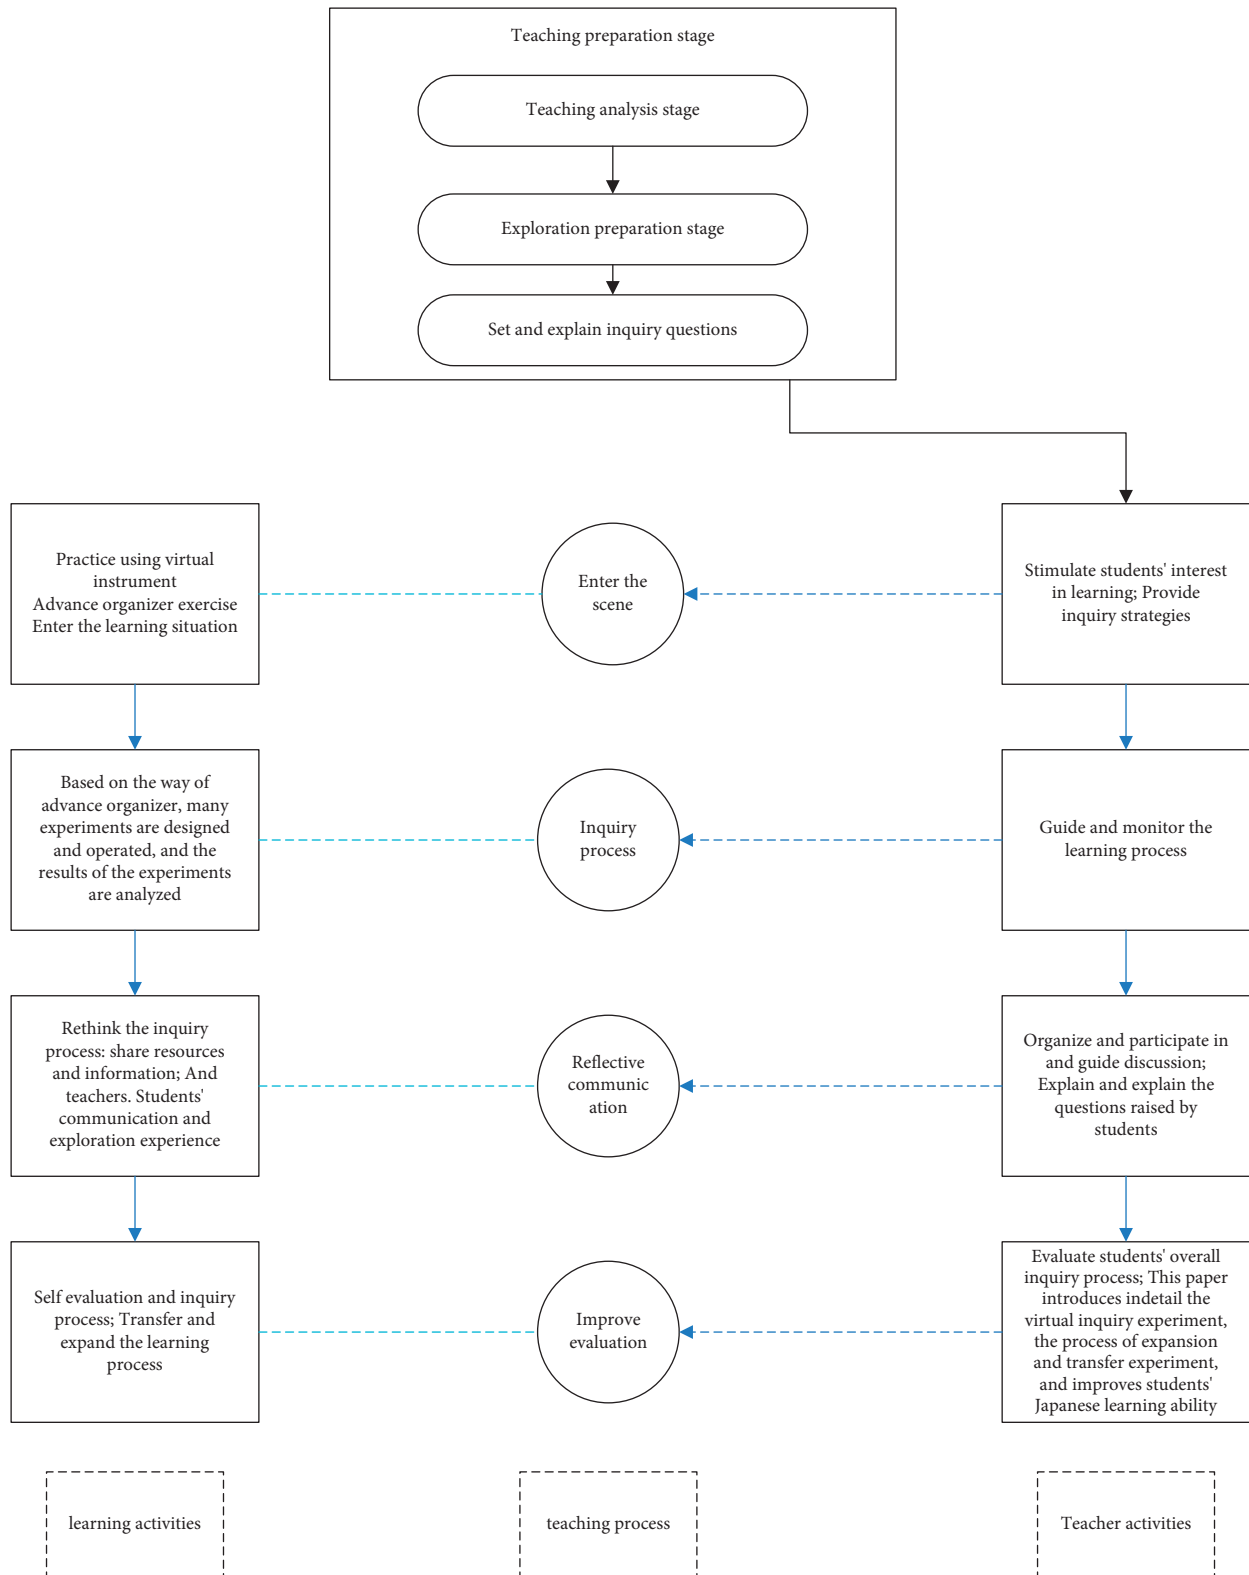 Teaching preparation stage
Teaching analysis stage
Exploration preparation stage
Set and explain inquiry questions
Practice using virtual
instrument
Advance organizer exercise
Enter the learning situation
Enter the
scene
Stimulate students' interest
in learning; Provide
inquiry strategies
Based on the way of
advance organizer, many
experiments are designed
and operated, and the
results of the experiments
are analyzed
Inquiry
process
Guide and monitor the
learning process
Rethink the inquiry
process: share resources
and information; And
teachers. Students'
communication and
exploration experience
Reflective
communic
ation
Organize and participate in
and guide discussion;
Explain and explain the
questions raised by
students
Self evaluation and inquiry
process; Transfer and
expand the learning
process
Improve
evaluation
Evaluate students' overall
inquiry process; This paper
introduces indetail the
virtual inquiry experiment,
the process of expansion
and transfer experiment,
and improves students'
Japanese learning ability
learning activities
teaching process
Teacher activities